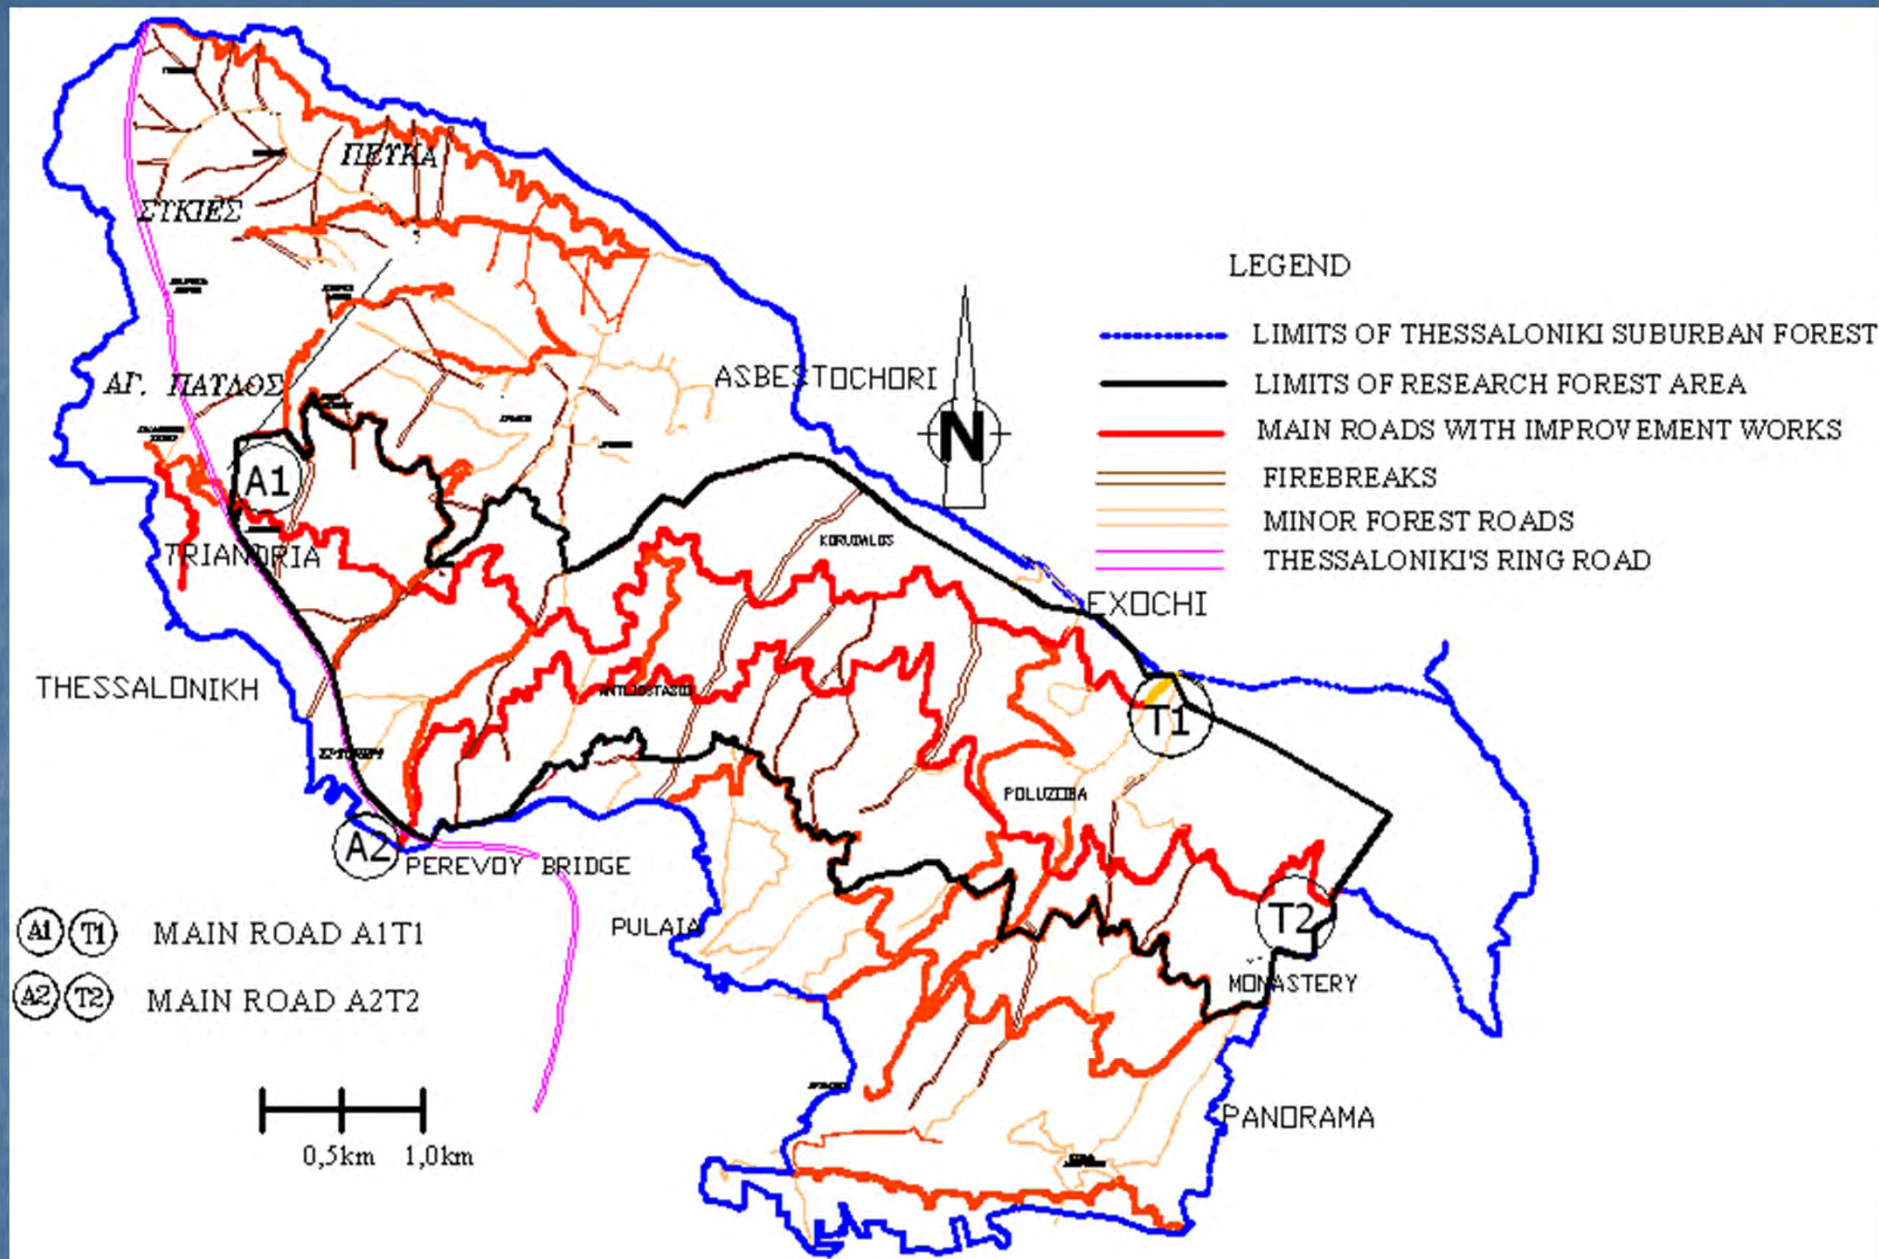 ΠΕΥΚΑ
ΣΥΚΙΕΣ
LEGEND
LIMITS OF THESSALONIKI SUBURBAN FOREST
LIMITS OF RESEARCH FOREST AREA
MAIN ROADS WITH IMPROVEMENT WORKS
FIREBREAKS
MINOR FOREST ROADS
THESSALONIKI'S RING ROAD
ASBESTOCHORI
N
ΑΓ. ΠΑΥΛΟΣ
A1
TRIANDRIA
KORUDALOS
EXOCHI
THESSALONIKH
T1
POLUZOBA
A2
PEREVOY BRIDGE
PULAIA
T2
MONASTERY
A1 T1 MAIN ROAD A1T1
A2 T2 MAIN ROAD A2T2
0,5km 1,0km
PANORAMA